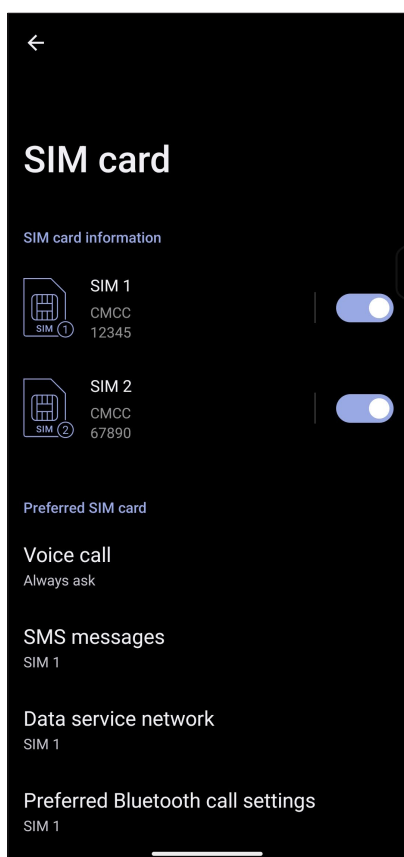 SIM card
SIM card information
SIM 1
CMCC
12345
SIM 1
SIM 2
CMCC
67890
SIM 2
Preferred SIM card
Voice call
Always ask
SMS messages
SIM 1
Data service network
SIM 1
Preferred Bluetooth call settings
SIM 1